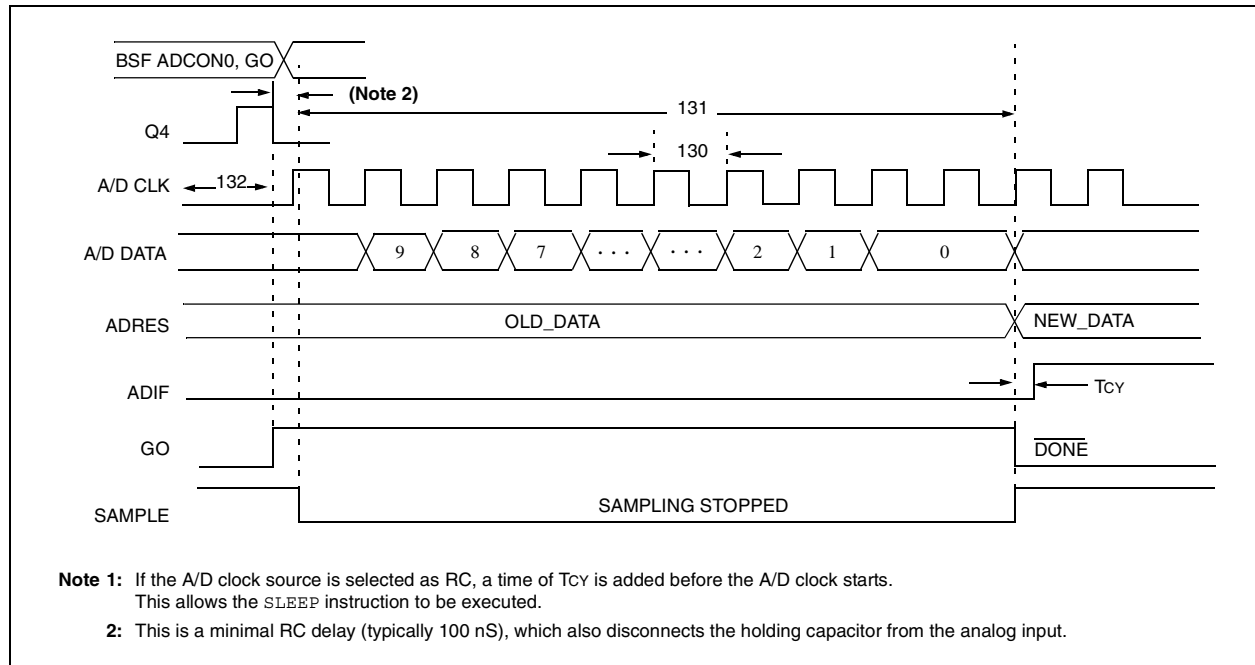 BSF ADCON0, GO
(Note 2)
131
Q4
130
A/D CLK
132
A/D DATA
9 8 7 · · · · · · 2 1 0
ADRES
OLD_DATA
NEW_DATA
ADIF
TCY
GO
DONE
SAMPLE
SAMPLING STOPPED
Note 1: If the A/D clock source is selected as RC, a time of TCY is added before the A/D clock starts.
This allows the SLEEP instruction to be executed.
2: This is a minimal RC delay (typically 100 nS), which also disconnects the holding capacitor from the analog input.